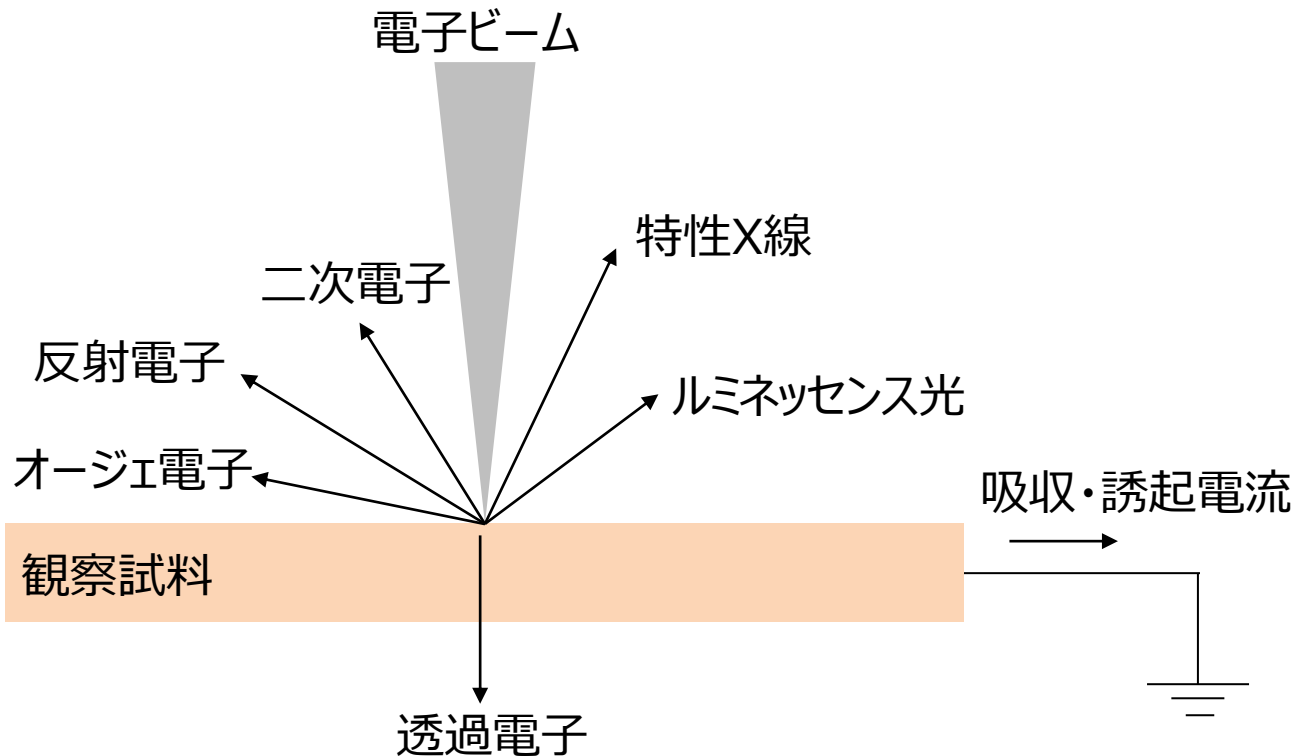 電子ビーム
特性X線
二次電子
反射電子
ルミネッセンス光
オージェ電子
吸収・誘起電流
観察試料
透過電子